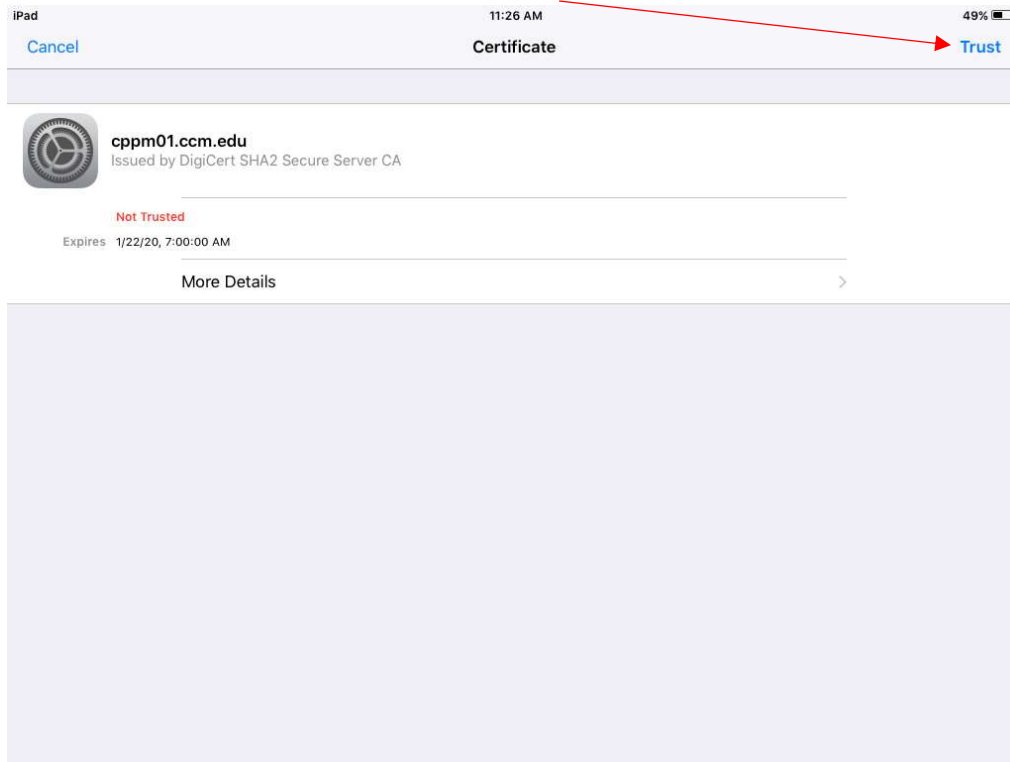 iPad 11:26 AM 49%
Cancel Certificate Trust
cppm01.ccm.edu
Issued by DigiCert SHA2 Secure Server CA
Not Trusted
Expires 1/22/20, 7:00:00 AM
More Details